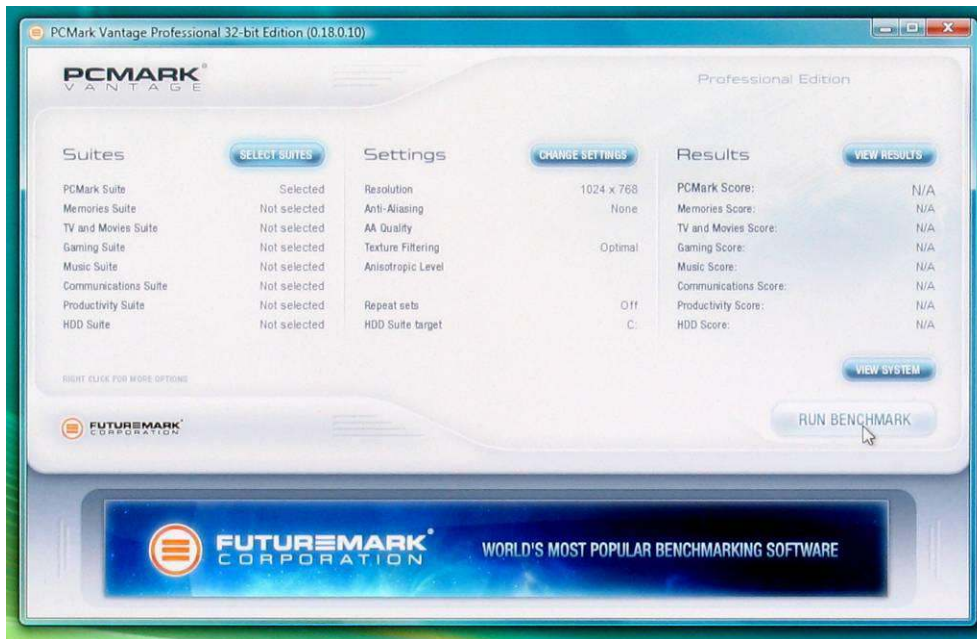 PCMark Vantage Professional 32-bit Edition (0.18.0.10)
PCMARK®
VANTAGE
Professional Edition
Suites
SELECT SUITES
PCMark Suite Selected
Memories Suite Not selected
TV and Movies Suite Not selected
Gaming Suite Not selected
Music Suite Not selected
Communications Suite Not selected
Productivity Suite Not selected
HDD Suite Not selected
RIGHT CLICK FOR MORE OPTIONS
Settings
CHANGE SETTINGS
Resolution 1024 x 768
Anti-Aliasing None
AA Quality
Texture Filtering Optimal
Anisotropic Level
Repeat sets Off
HDD Suite target C:
Results
VIEW RESULTS
PCMark Score: N/A
Memories Score: N/A
TV and Movies Score: N/A
Gaming Score: N/A
Music Score: N/A
Communications Score: N/A
Productivity Score: N/A
HDD Score: N/A
VIEW SYSTEM
RUN BENCHMARK
FUTUREMARK®
CORPORATION
FUTUREMARK®
CORPORATION
WORLD'S MOST POPULAR BENCHMARKING SOFTWARE